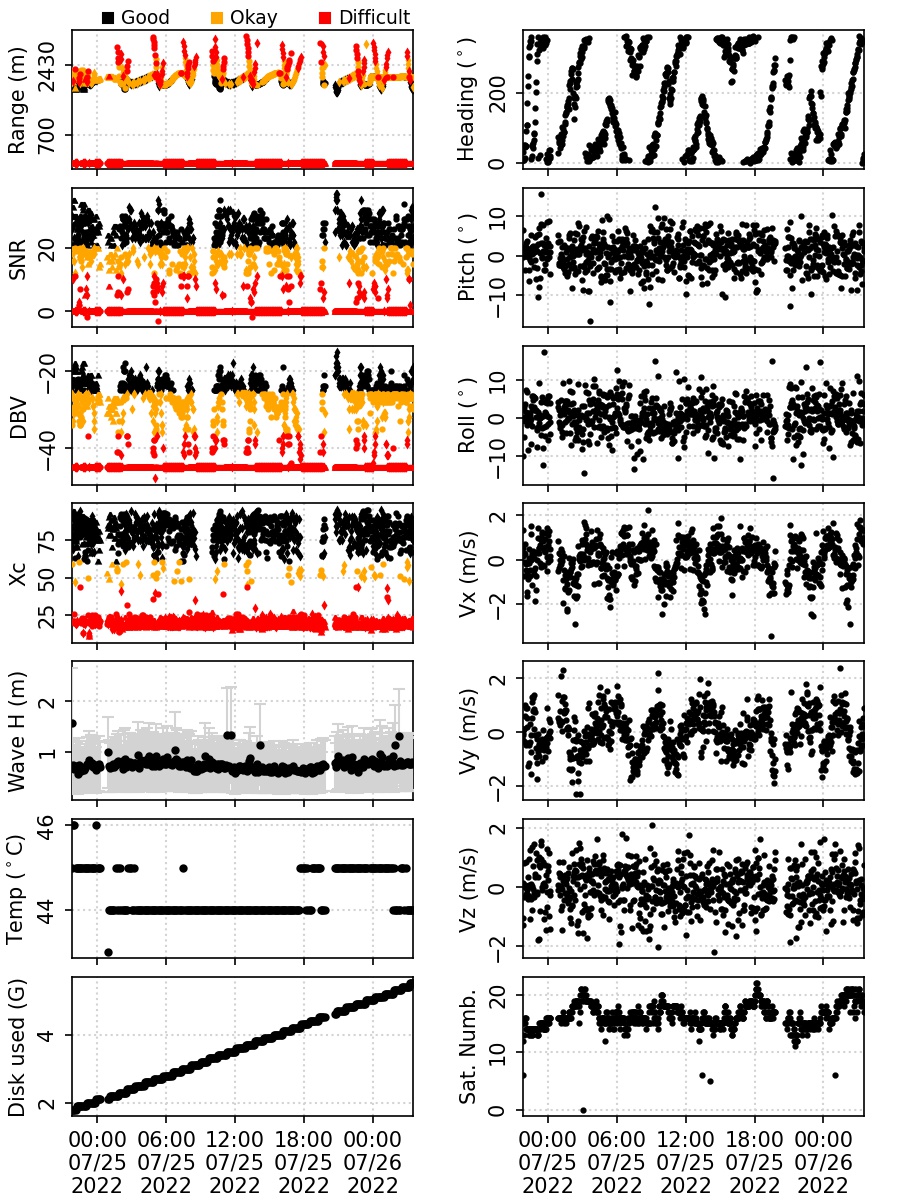 Good Okay Difficult
Range (m)
2430
700
Heading (°)
200
0
SNR
20
0
Pitch (°)
10
0
−10
DBV
−20
−40
Roll (°)
10
0
−10
Xc
75
50
25
Vx (m/s)
2
0
−2
Wave H (m)
2
1
Vy (m/s)
2
0
−2
Temp (°C)
46
44
Vz (m/s)
2
0
−2
Disk used (G)
4
2
Sat. Numb.
20
10
0
00:00 06:00 12:00 18:00 00:00
07/25 07/25 07/25 07/25 07/26
2022 2022 2022 2022 2022
00:00 06:00 12:00 18:00 00:00
07/25 07/25 07/25 07/25 07/26
2022 2022 2022 2022 2022